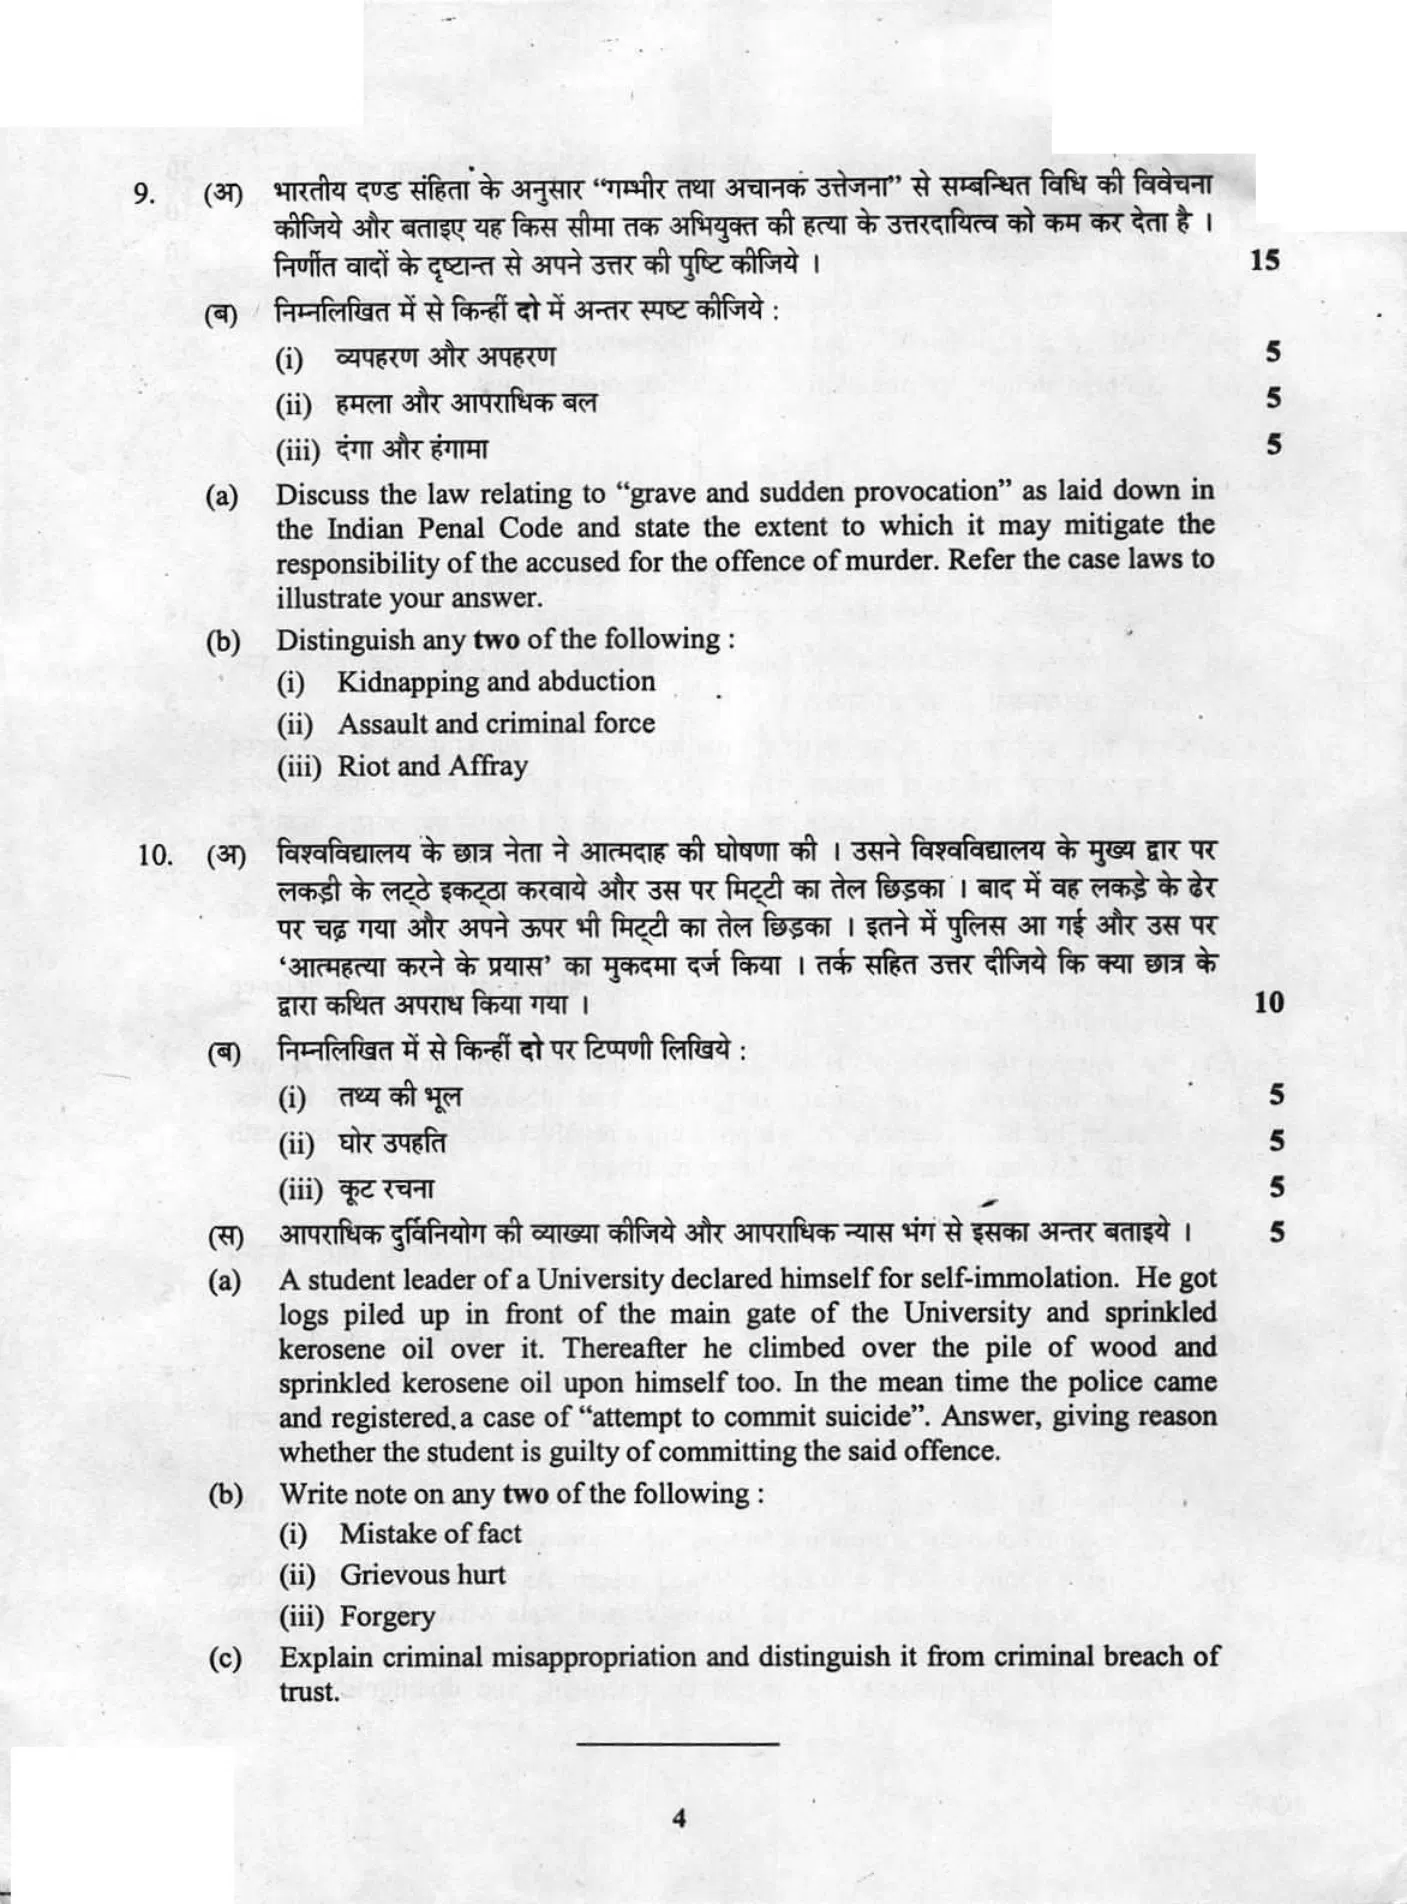 9. (अ) भारतीय दण्ड संहिता के अनुसार “गम्भीर तथा अचानक उत्तेजना” से सम्बन्धित विधि की विवेचना
कीजिये और बताइए यह किस सीमा तक अभियुक्त की हत्या के उत्तरदायित्व को कम कर देता है ।
निर्णीत वादों के दृष्टान्त से अपने उत्तर की पुष्टि कीजिये । 15
(ब) निम्नलिखित में से किन्हीं दो में अन्तर स्पष्ट कीजिये :
(i) व्यपहरण और अपहरण 5
(ii) हमला और आपराधिक बल 5
(iii) दंगा और हंगामा 5
(a) Discuss the law relating to “grave and sudden provocation” as laid down in
the Indian Penal Code and state the extent to which it may mitigate the
responsibility of the accused for the offence of murder. Refer the case laws to
illustrate your answer.
(b) Distinguish any two of the following :
(i) Kidnapping and abduction
(ii) Assault and criminal force
(iii) Riot and Affray
10. (अ) विश्वविद्यालय के छात्र नेता ने आत्मदाह की घोषणा की । उसने विश्वविद्यालय के मुख्य द्वार पर
लकड़ी के लट्ठे इकट्ठा करवाये और उस पर मिट्टी का तेल छिड़का । बाद में वह लकड़े के ढेर
पर चढ़ गया और अपने ऊपर भी मिट्टी का तेल छिड़का । इतने में पुलिस आ गई और उस पर
‘आत्महत्या करने के प्रयास’ का मुकदमा दर्ज किया । तर्क सहित उत्तर दीजिये कि क्या छात्र के
द्वारा कथित अपराध किया गया । 10
(ब) निम्नलिखित में से किन्हीं दो पर टिप्पणी लिखिये :
(i) तथ्य की भूल 5
(ii) घोर उपहति 5
(iii) कूट रचना 5
(स) आपराधिक दुर्विनियोग की व्याख्या कीजिये और आपराधिक न्यास भंग से इसका अन्तर बताइये । 5
(a) A student leader of a University declared himself for self-immolation. He got
logs piled up in front of the main gate of the University and sprinkled
kerosene oil over it. Thereafter he climbed over the pile of wood and
sprinkled kerosene oil upon himself too. In the mean time the police came
and registered a case of “attempt to commit suicide”. Answer, giving reason
whether the student is guilty of committing the said offence.
(b) Write note on any two of the following :
(i) Mistake of fact
(ii) Grievous hurt
(iii) Forgery
(c) Explain criminal misappropriation and distinguish it from criminal breach of
trust.
4